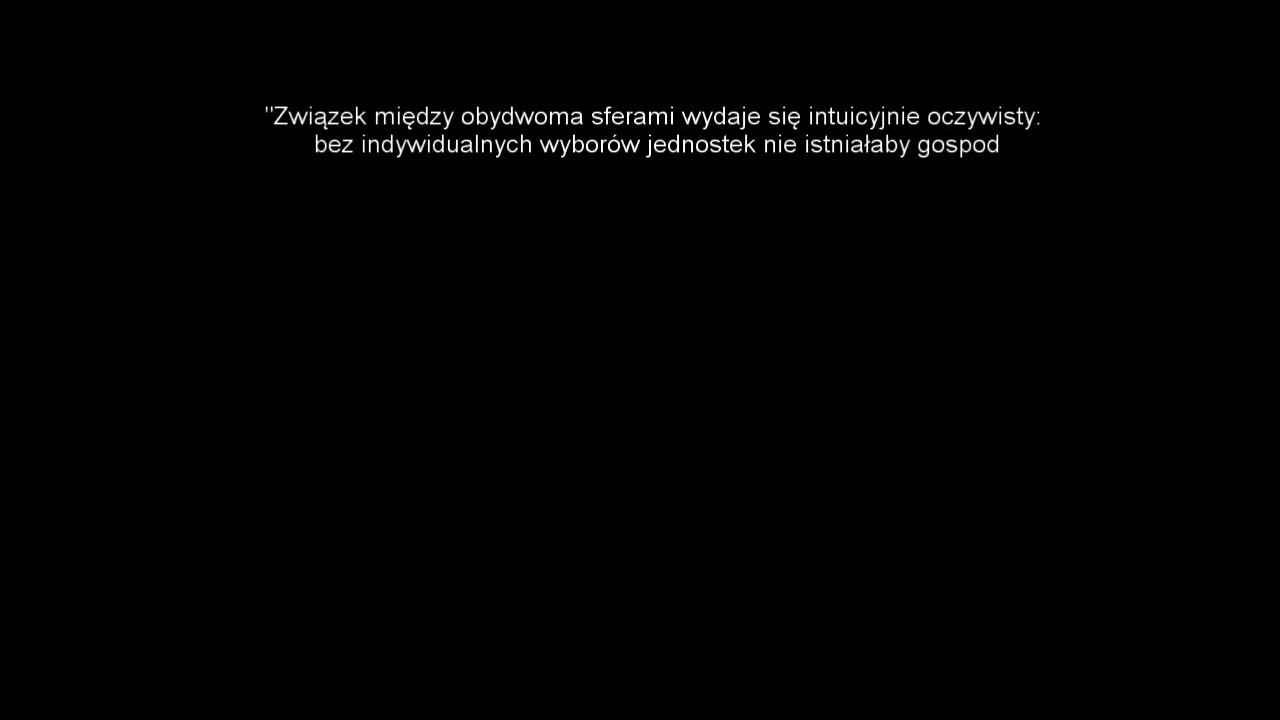 "Związek między obydwoma sferami wydaje się intuicyjnie oczywisty:
bez indywidualnych wyborów jednostek nie istniałaby gospod